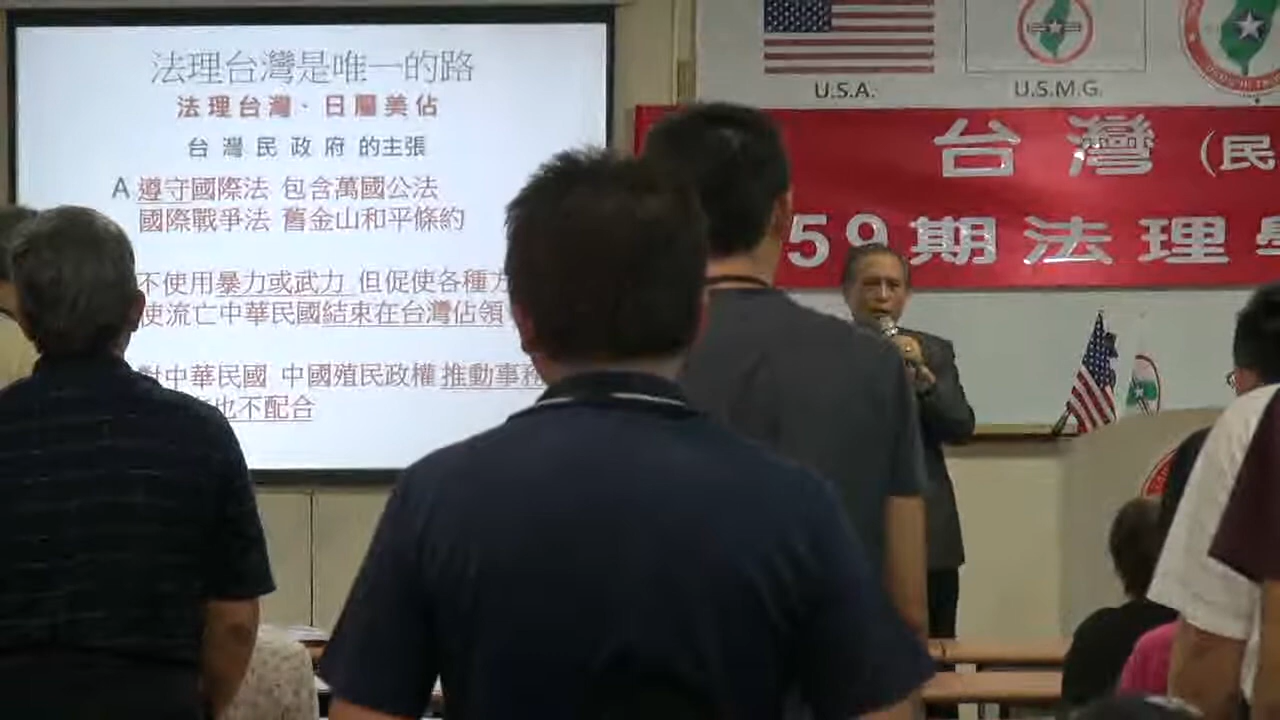 法理台灣是唯一的路
法理台灣、日屬美佔
台灣民政府的主張
A 遵守國際法 包含萬國公法
國際戰爭法 舊金山和平條約
不使用暴力或武力 但促使各種方
使流亡中華民國結束在台灣佔領
對中華民國 中國殖民政權 推動事務
也不配合
U.S.A.
U.S.M.G.
台灣(民
59期法理學